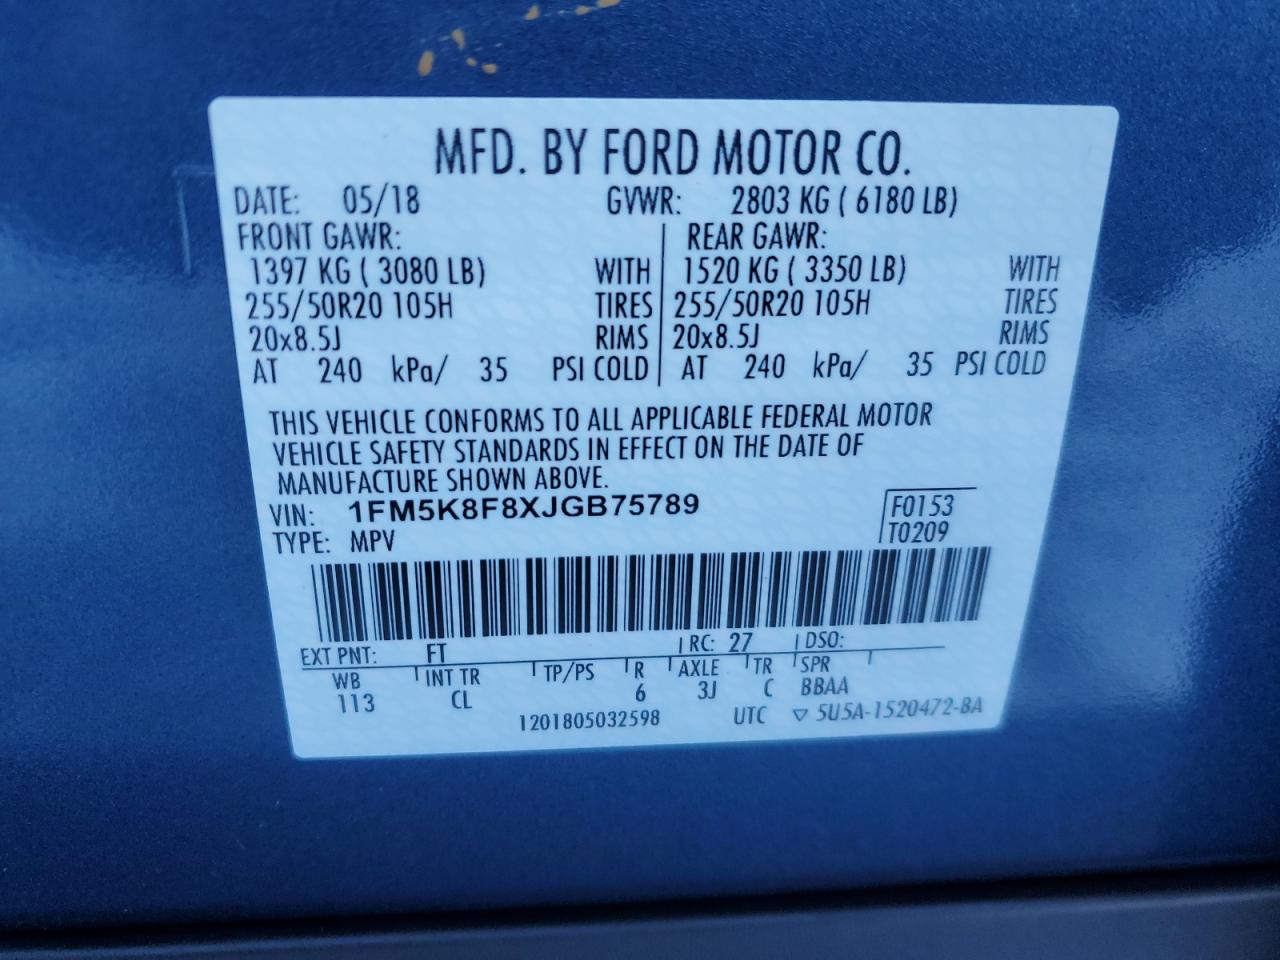 MFD. BY FORD MOTOR CO.
DATE: 05/18 GVWR: 2803 KG ( 6180 LB)
FRONT GAWR: REAR GAWR:
1397 KG ( 3080 LB) WITH 1520 KG ( 3350 LB) WITH
255/50R20 105H TIRES 255/50R20 105H TIRES
20x8.5J RIMS 20x8.5J RIMS
AT 240 kPa/ 35 PSI COLD AT 240 kPa/ 35 PSI COLD
THIS VEHICLE CONFORMS TO ALL APPLICABLE FEDERAL MOTOR
VEHICLE SAFETY STANDARDS IN EFFECT ON THE DATE OF
MANUFACTURE SHOWN ABOVE.
VIN: 1FM5K8F8XJGB75789 F0153
TYPE: MPV T0209
EXT PNT: FT RC: 27 DSO:
WB INT TR TP/PS R AXLE TR SPR
113 CL 6 3J C BBAA
1201805032598 UTC ▽ 5U5A-1520472-BA